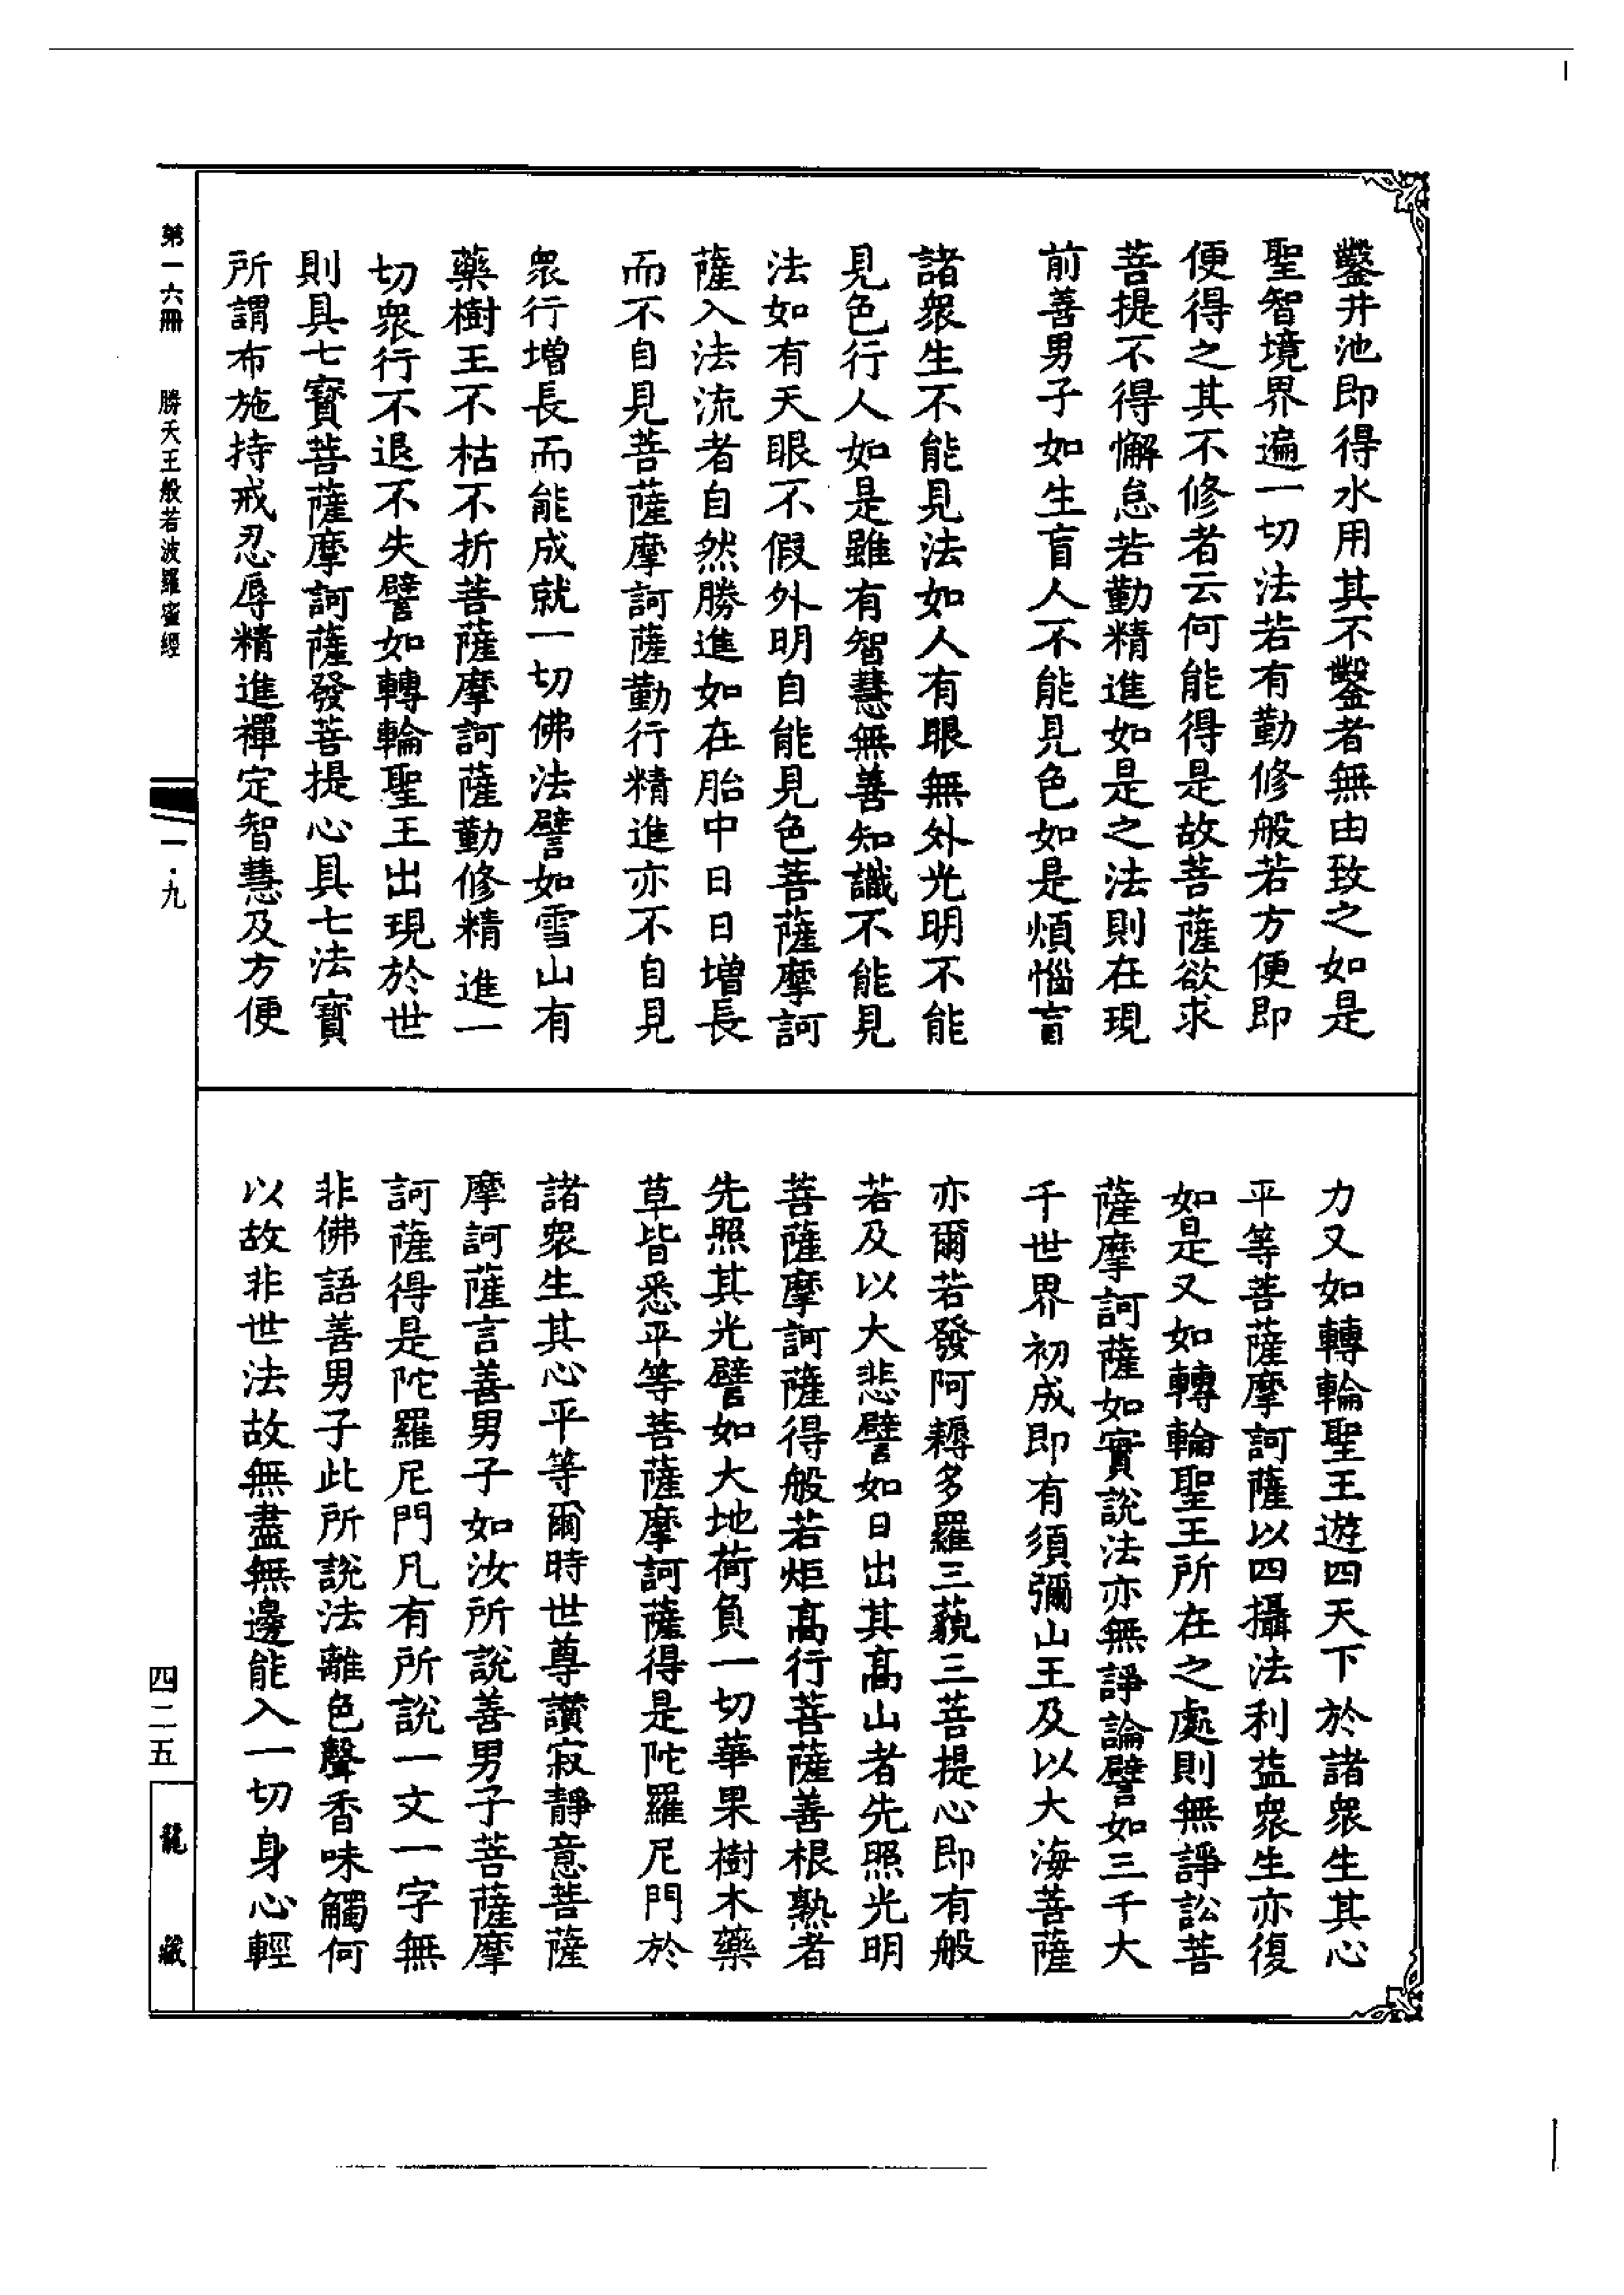 鑿井池即得水用其不鑿者無由致之如是
聖智境界遍一切法若有勤修般若方便即
便得之其不修者云何能得是故菩薩欲求
菩提不得懈怠若勤精進如是之法則在現
前善男子如生盲人不能見色如是煩惱盲
諸衆生不能見法如人有眼無外光明不能
見色行人如是雖有智慧無善知識不能見
法如有天眼不假外明自能見色菩薩摩訶
薩入法流者自然勝進如在胎中日日增長
而不自見菩薩摩訶薩勤行精進亦不自見
衆行增長而能成就一切佛法譬如雪山有
藥樹王不枯不折菩薩摩訶薩勤修精進一
切衆行不退不失譬如轉輪聖王出現於世
則具七寶菩薩摩訶薩發菩提心具七法寶
所謂布施持戒忍辱精進禪定智慧及方便
力又如轉輪聖王遊四天下於諸衆生其心
平等菩薩摩訶薩以四攝法利益衆生亦復
如是又如轉輪聖王所在之處則無諍訟菩
薩摩訶薩如實說法亦無諍論譬如三千大
千世界初成即有須彌山王及以大海菩薩
亦爾若發阿耨多羅三藐三菩提心即有般
若及以大悲譬如日出其高山者先照光明
菩薩摩訶薩得般若炬高行菩薩善根熟者
先照其光譬如大地荷負一切華果樹木藥
草皆悉平等菩薩摩訶薩得是陀羅尼門於
諸衆生其心平等爾時世尊讚寂靜意菩薩
摩訶薩言善男子如汝所說善男子菩薩摩
訶薩得是陀羅尼門凡有所說一文一字無
非佛語善男子此所說法離色聲香味觸何
以故非世法故無盡無邊能入一切身心輕
第一六冊　勝天王般若波羅蜜經
一·九
四二五
龍藏